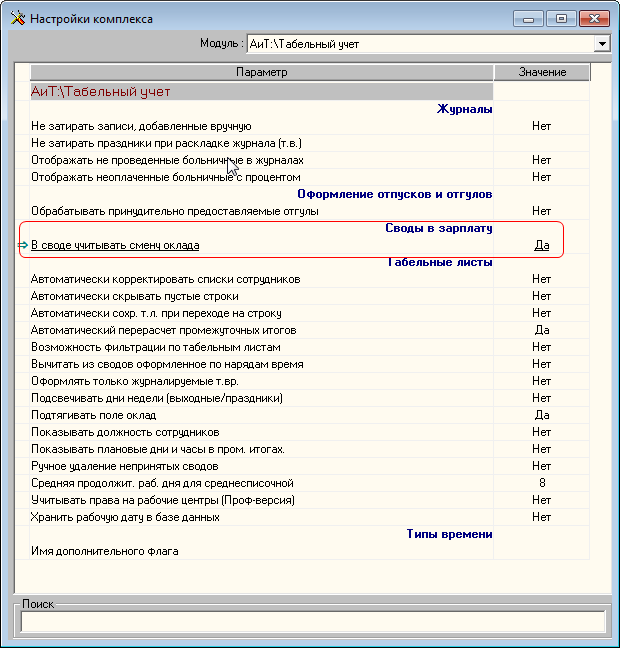 Настройки комплекса
Модуль : АиТ:\Табельный учет
Параметр Значение
АиТ:\Табельный учет
Журналы
Не затирать записи, добавленные вручную Нет
Не затирать праздники при раскладке журнала (т.в.)
Отображать не проведенные больничные в журналах Нет
Отображать неоплаченные больничные с процентом Нет
Оформление отпусков и отгулов
Обрабатывать принудительно предоставляемые отгулы Нет
Своды в зарплату
В своде учитывать смену оклада Да
Табельные листы
Автоматически корректировать списки сотрудников Нет
Автоматически скрывать пустые строки Нет
Автоматически сохр. т.л. при переходе на строку Нет
Автоматический перерасчет промежуточных итогов Да
Возможность фильтрации по табельным листам Нет
Вычитать из сводов оформленное по нарядам время Нет
Оформлять только журналируемые т.вр. Нет
Подсвечивать дни недели (выходные/праздники) Нет
Подтягивать поле оклад Да
Показывать должность сотрудников Нет
Показывать плановые дни и часы в пром. итогах. Нет
Ручное удаление непринятых сводов Нет
Средняя продолжит. раб. дня для среднесписочной 8
Учитывать права на рабочие центры (Проф-версия) Нет
Хранить рабочую дату в базе данных Нет
Типы времени
Имя дополнительного флага
Поиск